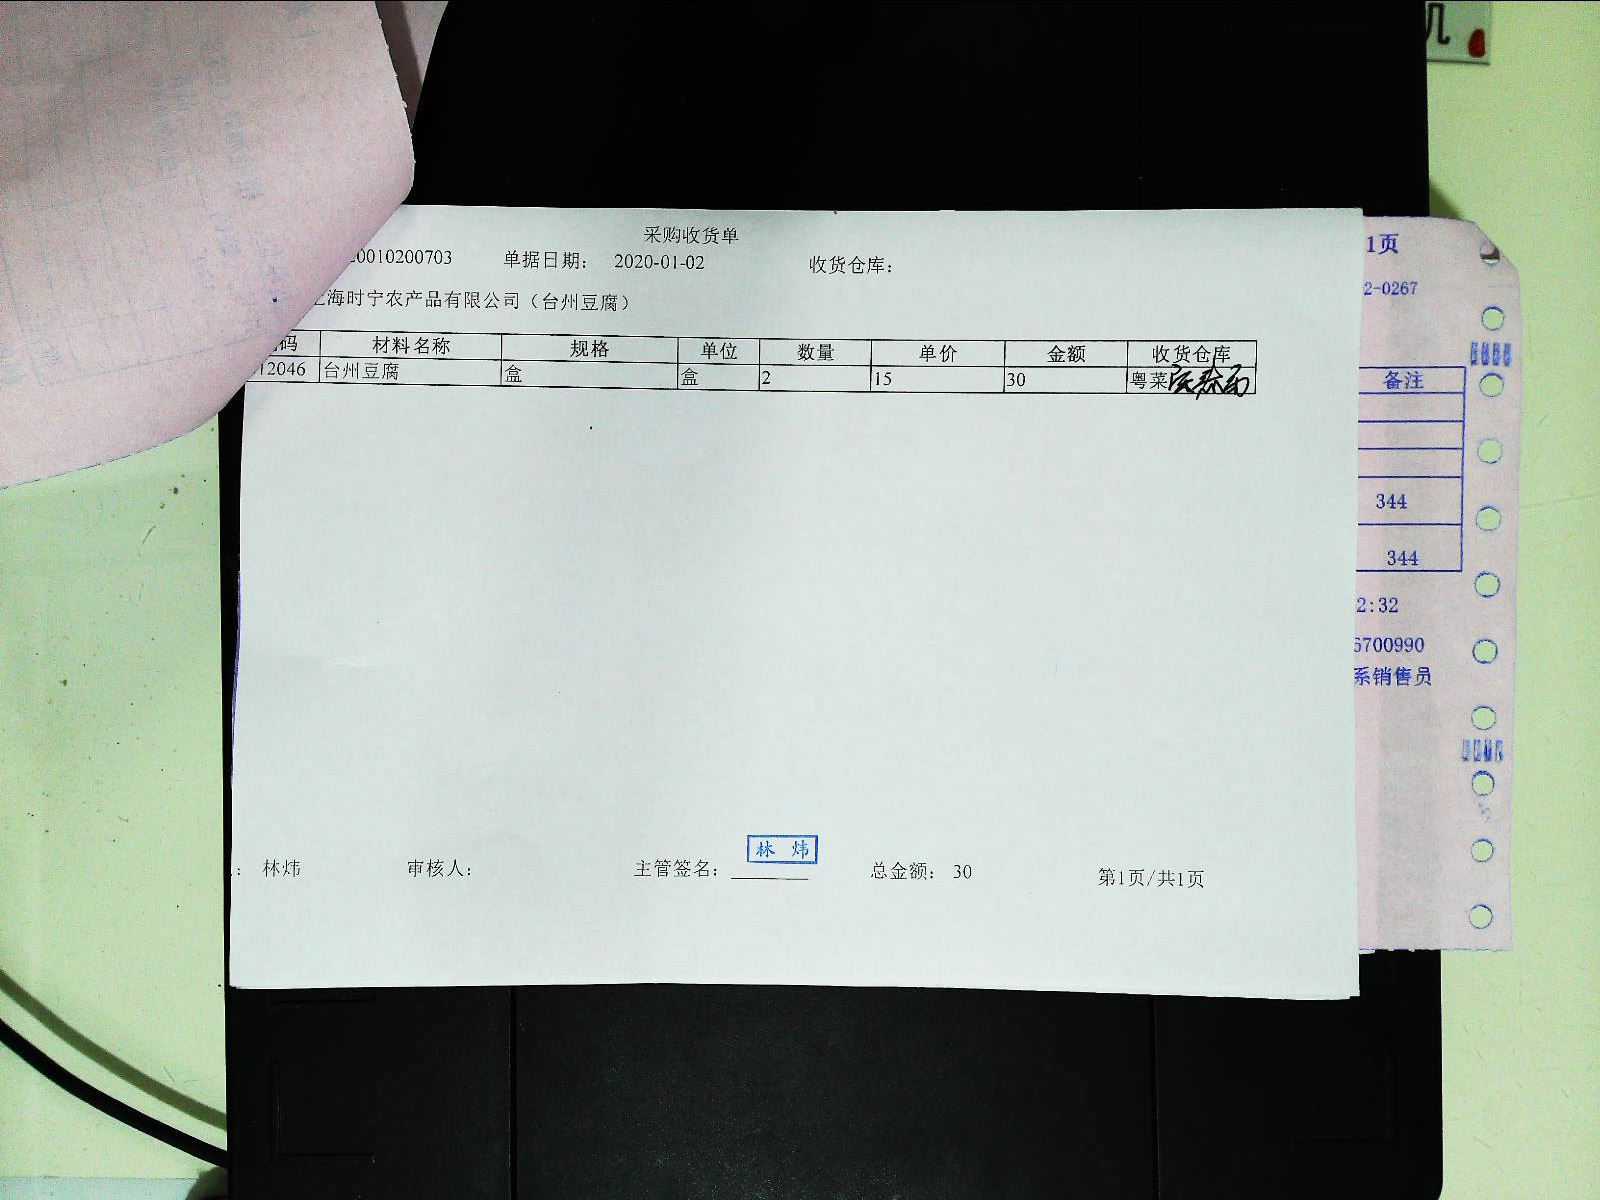 采购收货单
20010200703 单据日期： 2020-01-02 收货仓库：
上海时宁农产品有限公司（台州豆腐）
码 材料名称 规格 单位 数量 单价 金额 收货仓库
12046 台州豆腐 盒 盒 2 15 30 粤菜
林炜
： 林炜 审核人： 主管签名： 总金额： 30 第1页/共1页
1页
2-0267
备注
344
344
2:32
6700990
系销售员